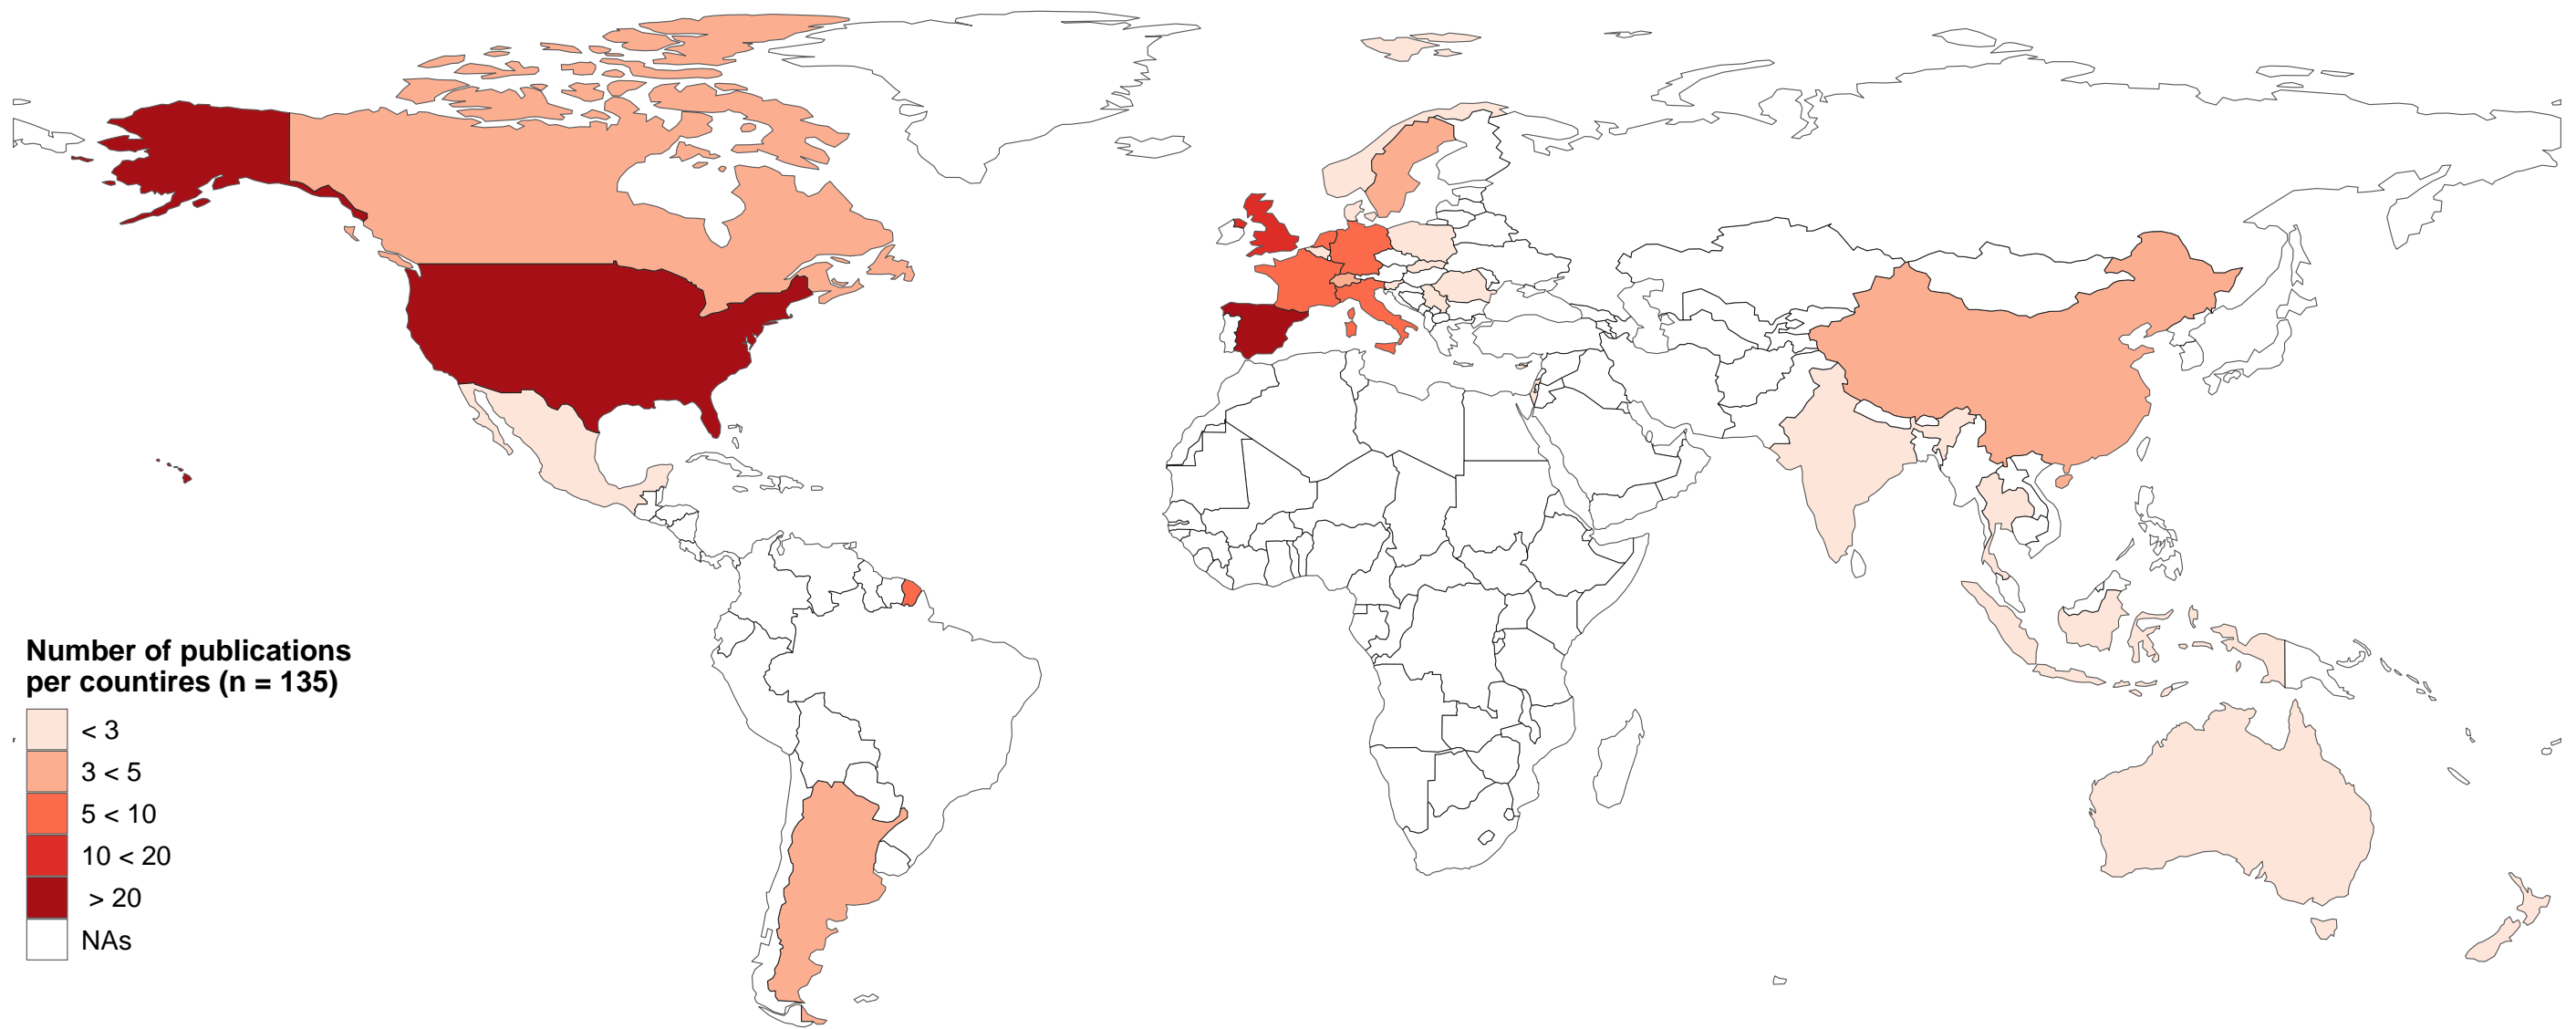 Number of publications
per countires (n = 135)
< 3
3 < 5
5 < 10
10 < 20
> 20
NAs